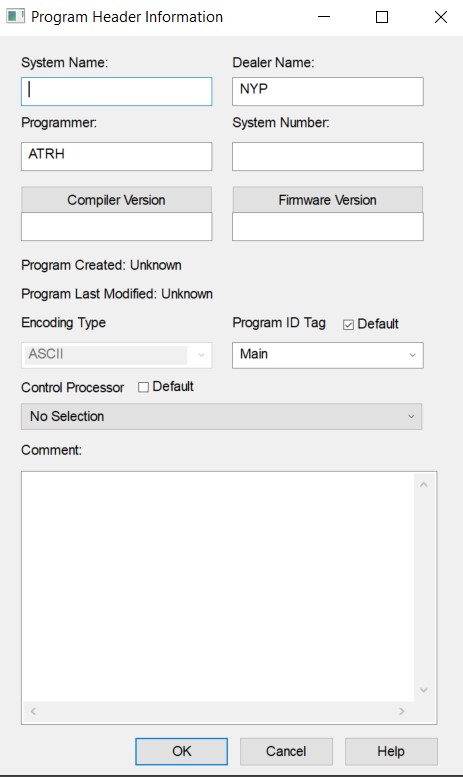 Program Header Information
System Name:
Dealer Name:
NYP
Programmer:
System Number:
ATRH
Compiler Version
Firmware Version
Program Created: Unknown
Program Last Modified: Unknown
Encoding Type
Program ID Tag
Default
ASCII
Main
Control Processor
Default
No Selection
Comment:
OK
Cancel
Help